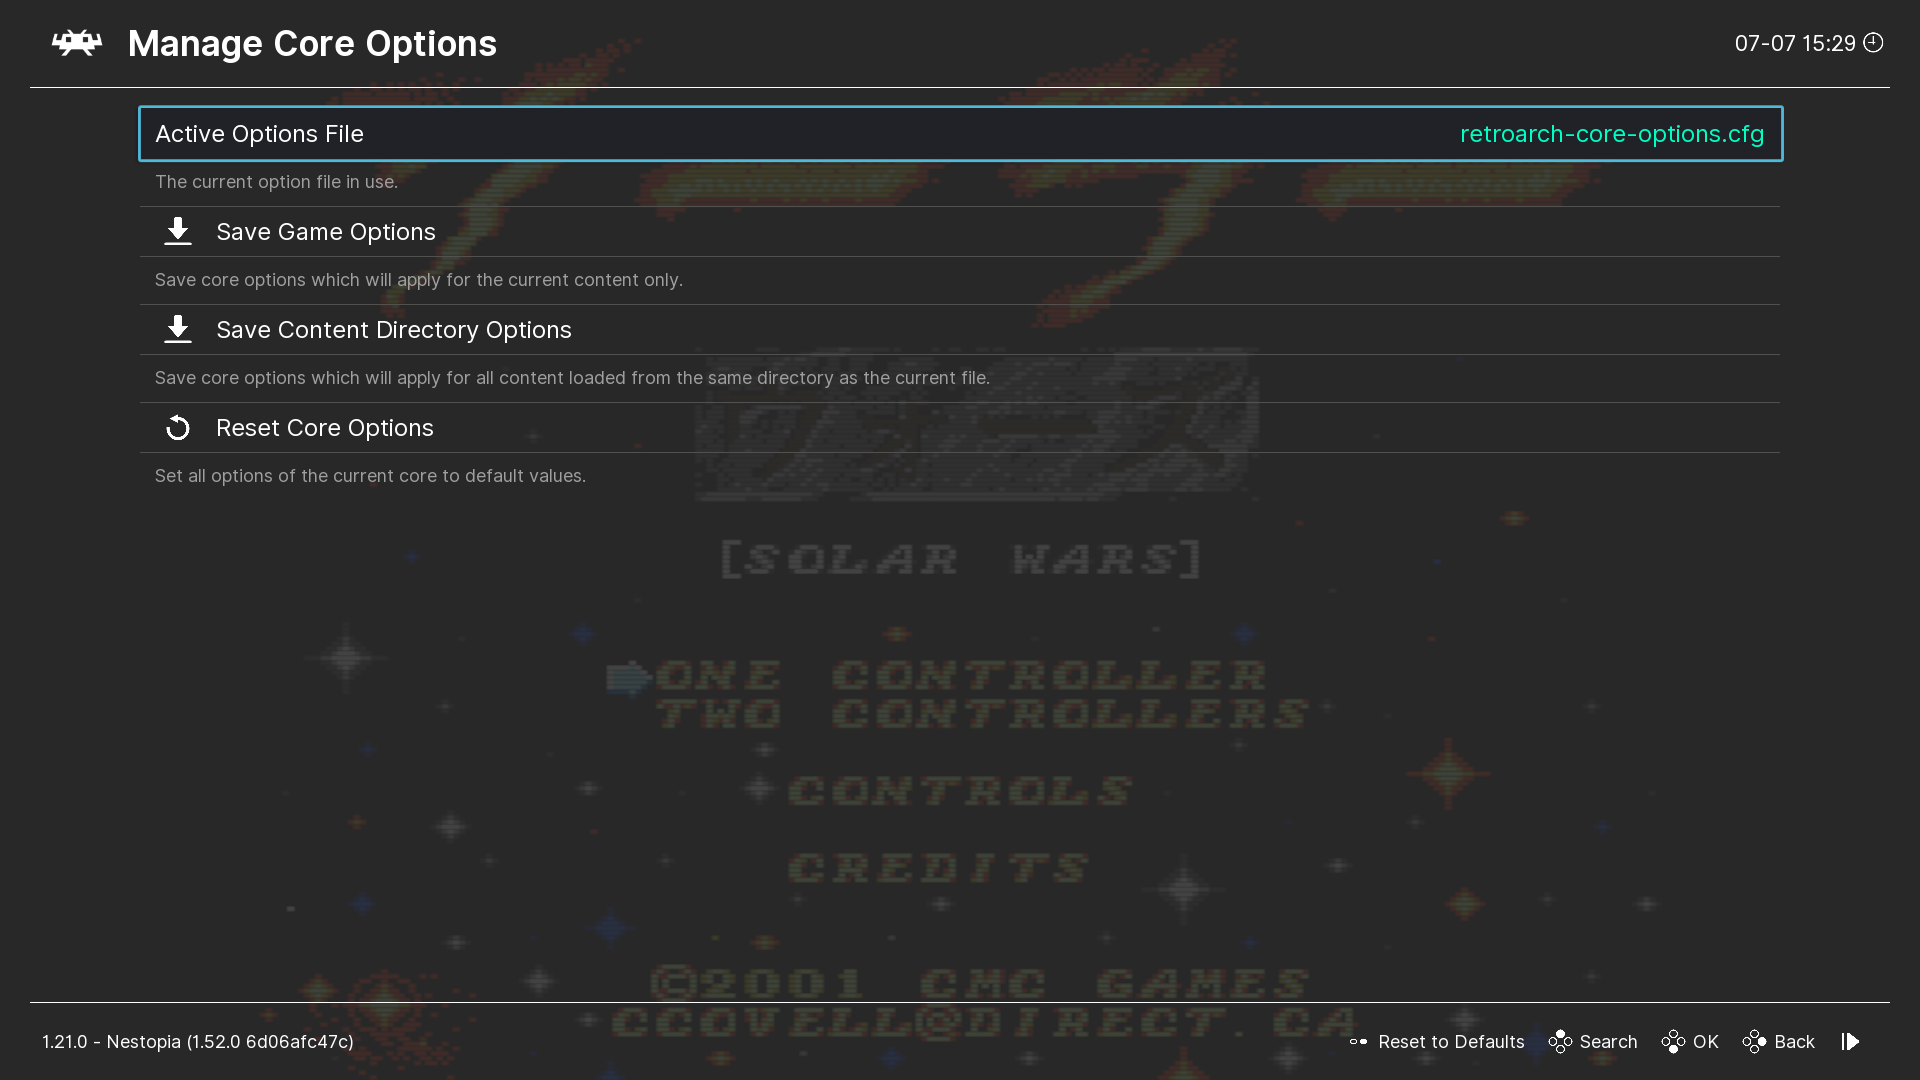 Manage Core Options
07-07 15:29
Active Options File
retroarch-core-options.cfg
The current option file in use.
Save Game Options
Save core options which will apply for the current content only.
Save Content Directory Options
Save core options which will apply for all content loaded from the same directory as the current file.
Reset Core Options
Set all options of the current core to default values.
[SOLAR WARS]
ONE CONTROLLER
TWO CONTROLLERS
CONTROLS
CREDITS
©2001 CMC GAMES
CCOVELL@DIRECT.CA
1.21.0 - Nestopia (1.52.0 6d06afc47c)
Reset to Defaults
Search
OK
Back